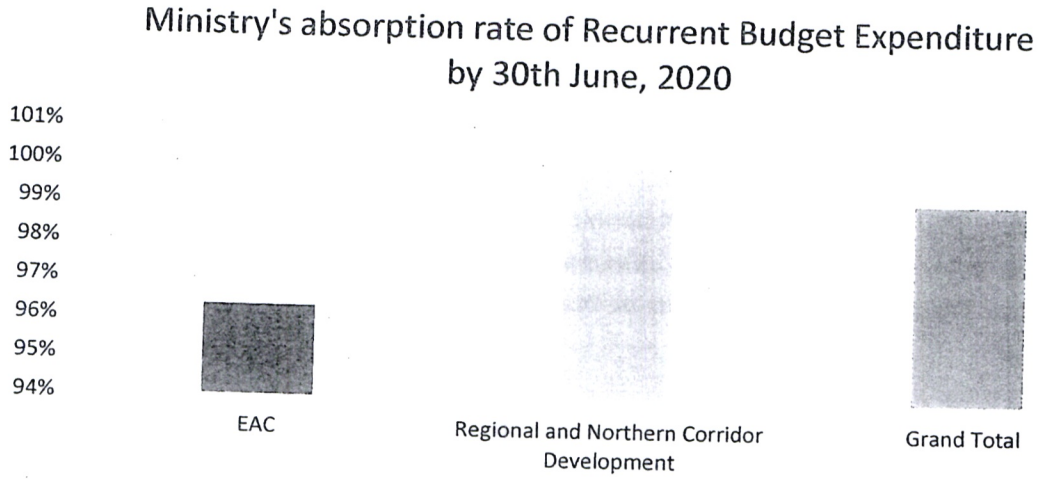 Ministry's absorption rate of Recurrent Budget Expenditure
by 30th June, 2020
101%
100%
99%
98%
97%
96%
95%
94%
EAC
Regional and Northern Corridor
Development
Grand Total